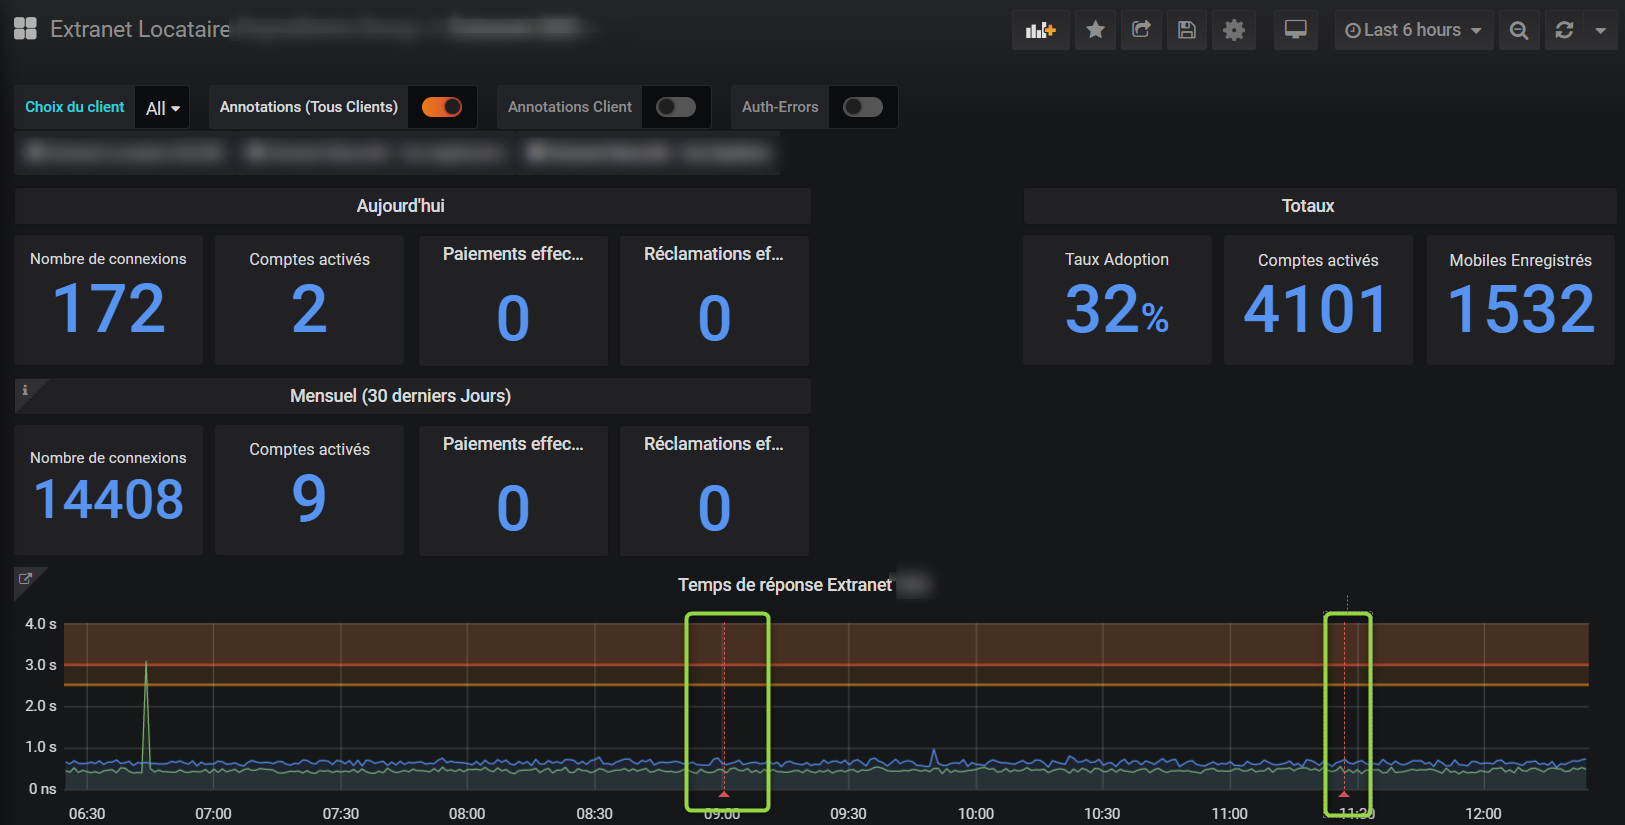 Extranet Locataire
Last 6 hours
Choix du client All Annotations (Tous Clients) Annotations Client Auth-Errors
Aujourd'hui
Totaux
Nombre de connexions
172
Comptes activés
2
Paiements effec...
0
Réclamations ef...
0
Taux Adoption
32%
Comptes activés
4101
Mobiles Enregistrés
1532
i
Mensuel (30 derniers Jours)
Nombre de connexions
14408
Comptes activés
9
Paiements effec...
0
Réclamations ef...
0
Temps de réponse Extranet
4.0 s
3.0 s
2.0 s
1.0 s
0 ns
06:30 07:00 07:30 08:00 08:30 09:00 09:30 10:00 10:30 11:00 11:30 12:00